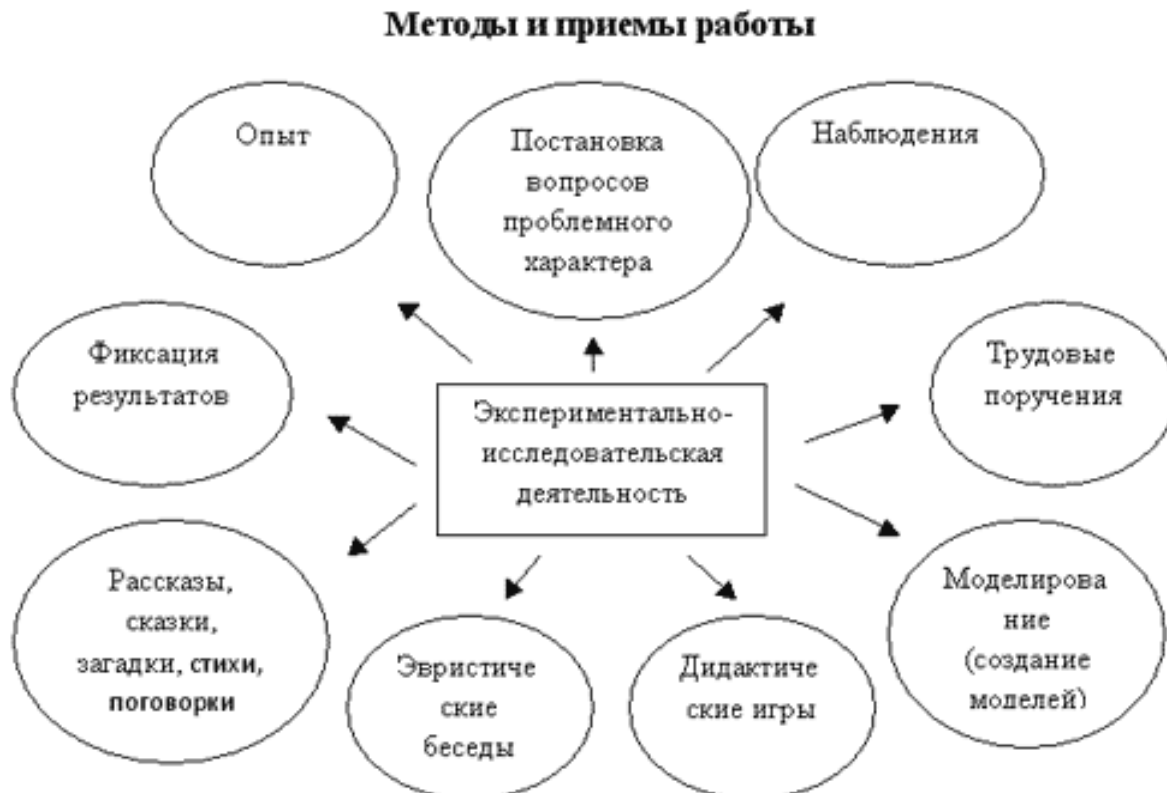 Методы и приемы работы
Опыт
Постановка
вопросов
проблемного
характера
Наблюдения
Фиксация
результатов
Экспериментально-
исследовательская
деятельность
Трудовые
поручения
Рассказы,
сказки,
загадки, стихи,
поговорки
Эвристиче
ские
беседы
Дидактиче
ские игры
Моделирова
ние
(создание
моделей)